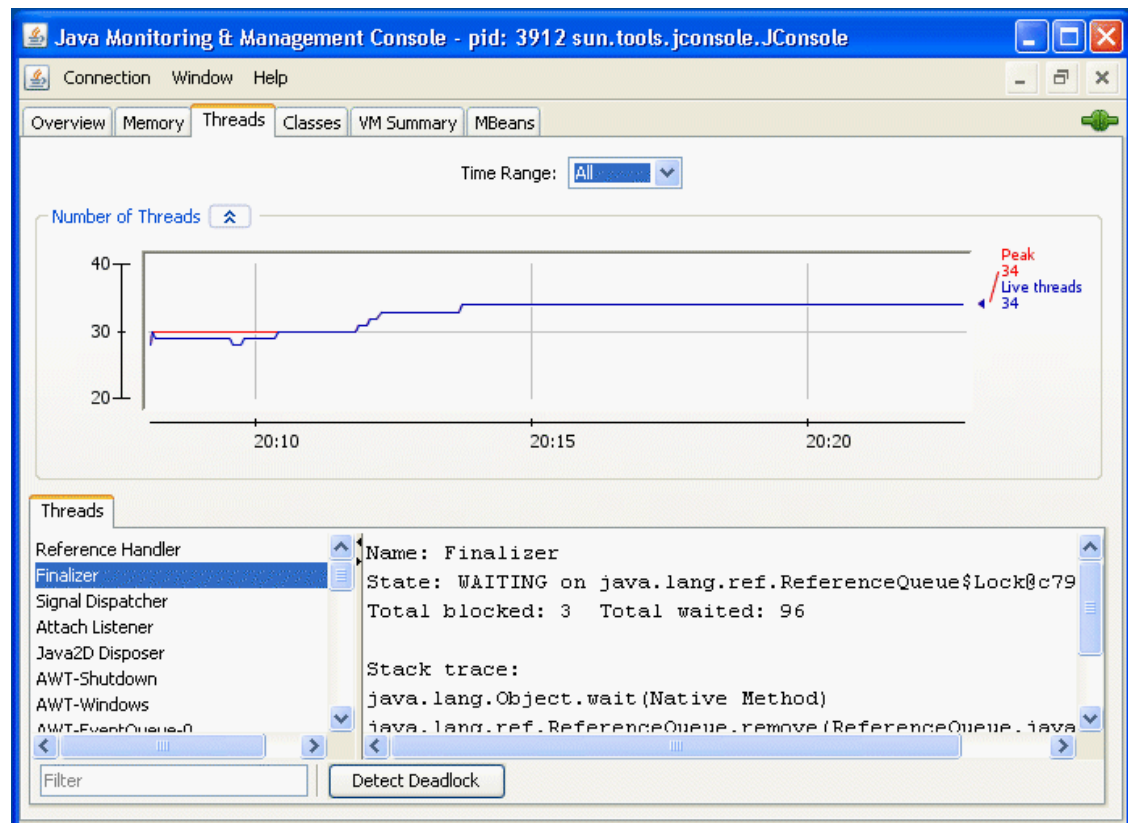 Java Monitoring & Management Console - pid: 3912 sun.tools.jconsole.JConsole
Connection Window Help
Overview Memory Threads Classes VM Summary MBeans
Time Range: All
Number of Threads
40
30
20
Peak
34
Live threads
34
20:10 20:15 20:20
Threads
Reference Handler
Finalizer
Signal Dispatcher
Attach Listener
Java2D Disposer
AWT-Shutdown
AWT-Windows
AWT-EventQueue-0
Name: Finalizer
State: WAITING on java.lang.ref.ReferenceQueue$Lock@c79
Total blocked: 3 Total waited: 96
Stack trace:
java.lang.Object.wait(Native Method)
java.lang.ref.ReferenceQueue.remove(ReferenceQueue.java
Filter
Detect Deadlock